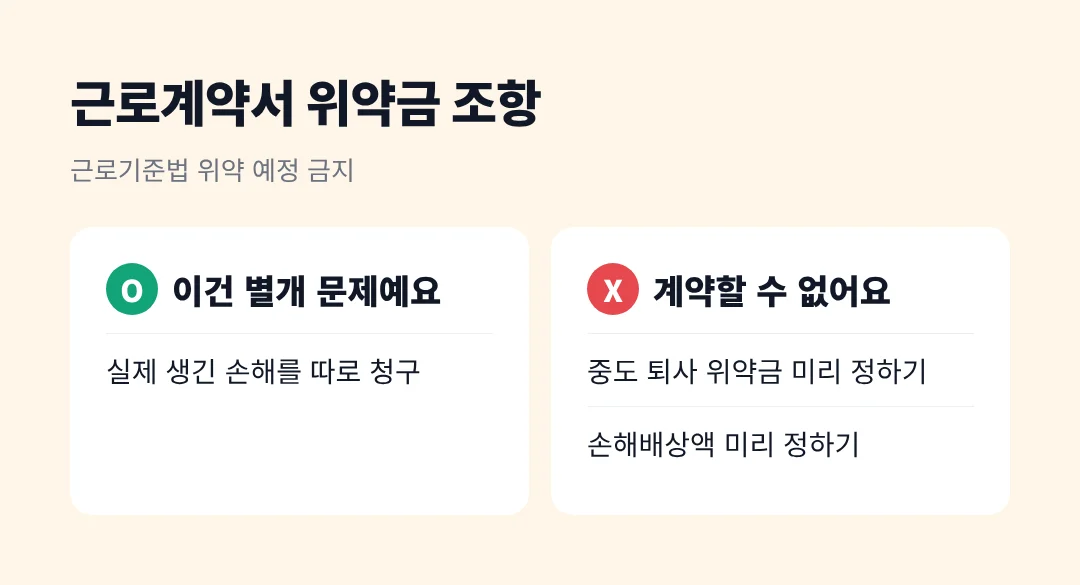 근로계약서 위약금 조항
근로기준법 위약 예정 금지
O 이건 별개 문제예요
실제 생긴 손해를 따로 청구
X 계약할 수 없어요
중도 퇴사 위약금 미리 정하기
손해배상액 미리 정하기